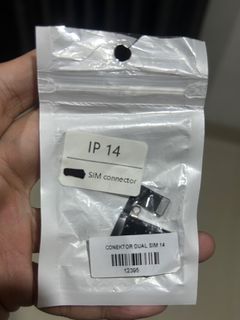 IP 14
SIM connector
CONEKTOR DUAL SIM 14
12395